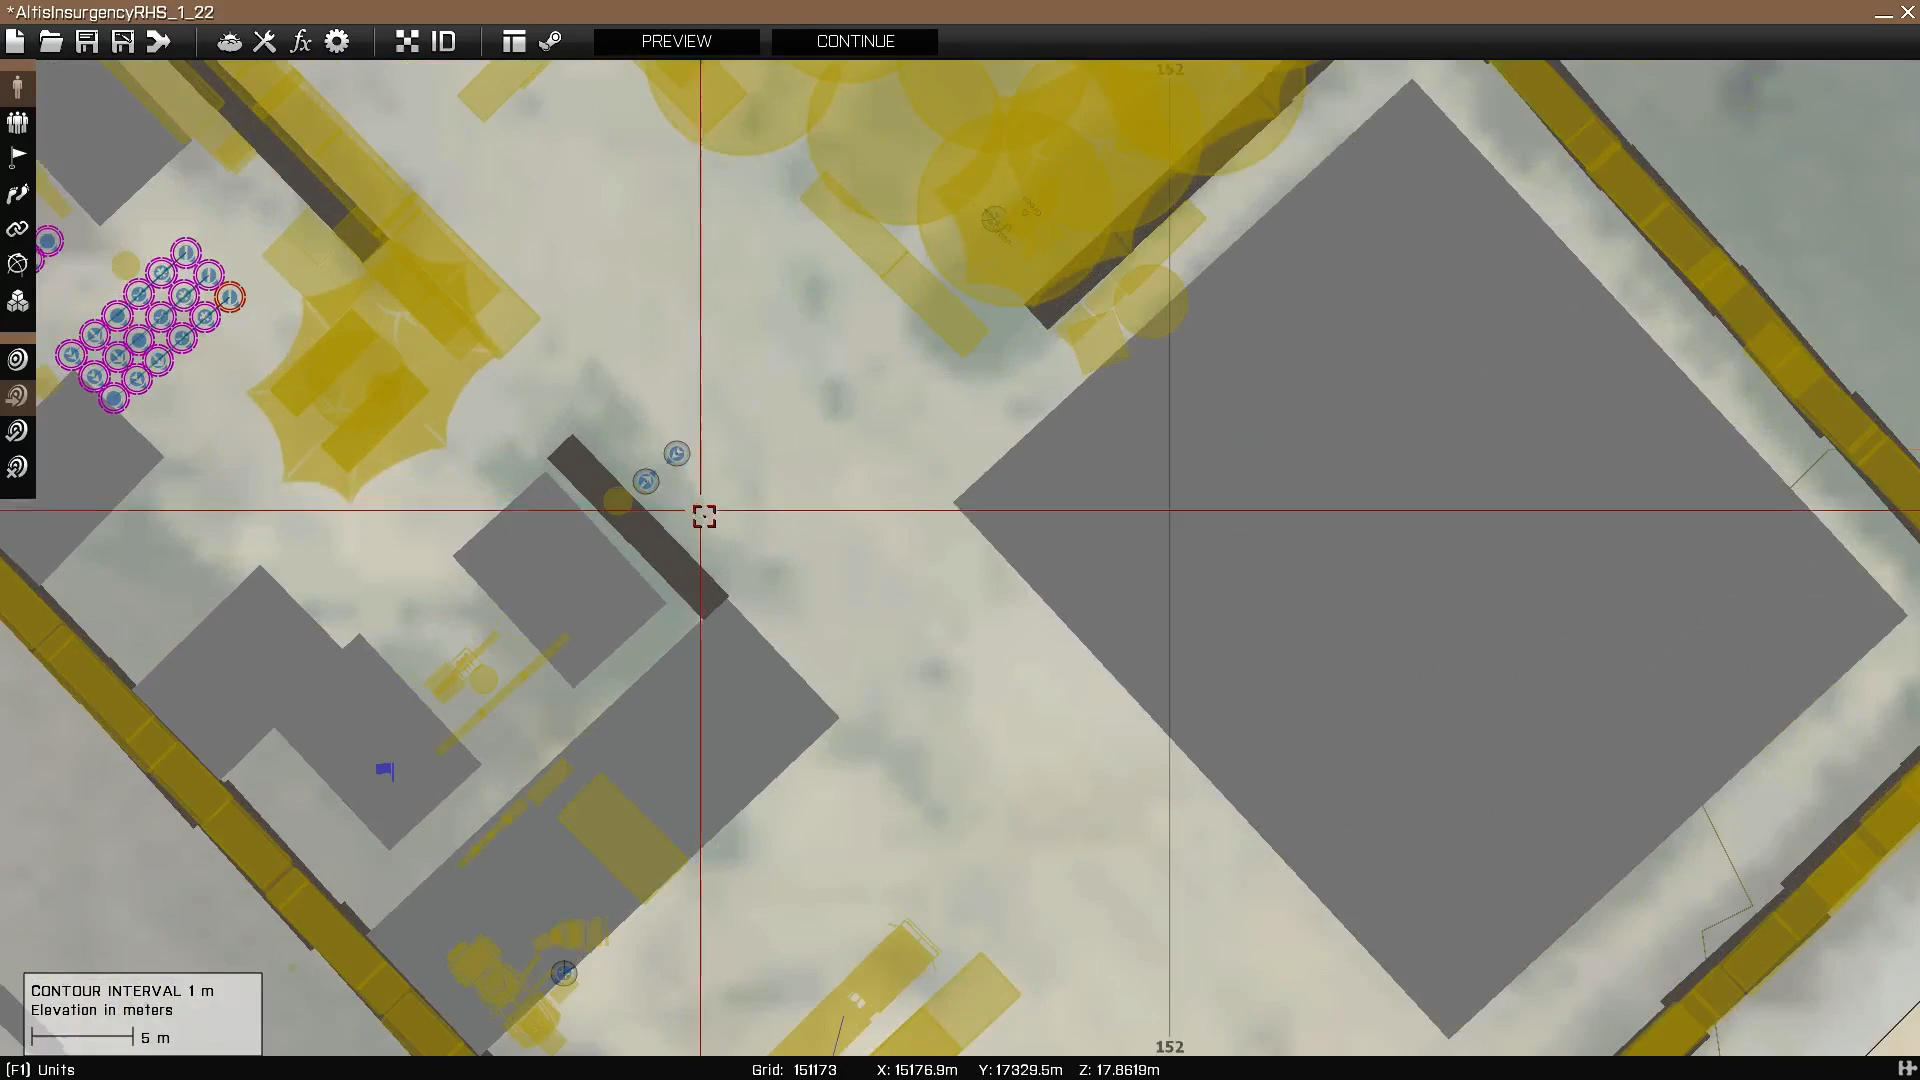 *AltisInsurgencyRHS_1_22
ID
PREVIEW
CONTINUE
152
CONTOUR INTERVAL 1 m
Elevation in meters
5 m
152
(F1) Units
Grid: 151173 X: 15176.9m Y: 17329.5m Z: 17.8619m